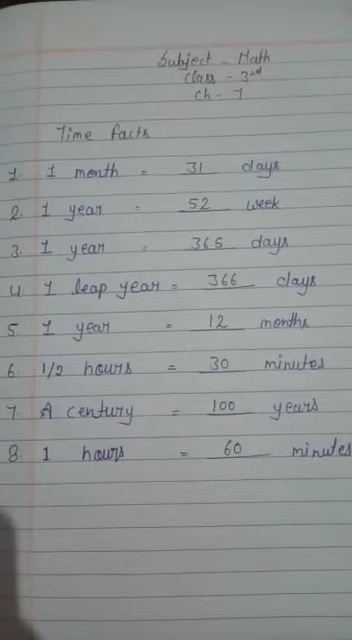 Subject - Math
Class - 3rd
Ch - 7
Time facts
1. 1 month = 31 days
2. 1 year = 52 week
3. 1 year = 365 days
4 1 leap year = 366 days
5. 1 year = 12 months
6. 1/2 hours = 30 minutes
7. A century = 100 years
8. 1 hours = 60 minutes